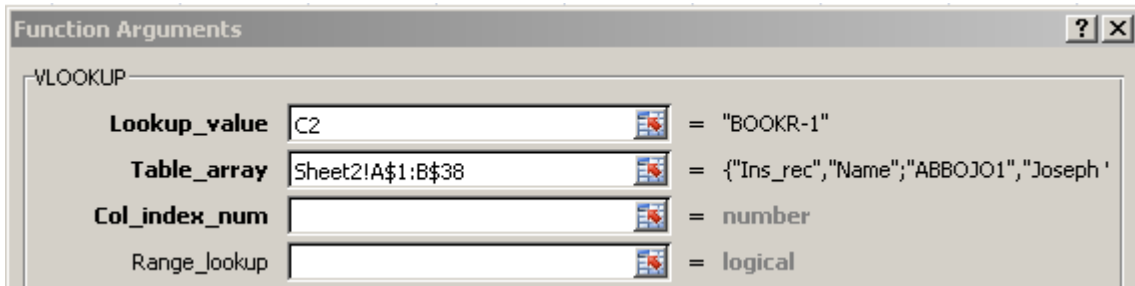 Function Arguments
VLOOKUP
Lookup_value C2 = "BOOKR-1"
Table_array Sheet2!A$1:B$38 = {"Ins_rec","Name";"ABBOJO1","Joseph '
Col_index_num = number
Range_lookup = logical